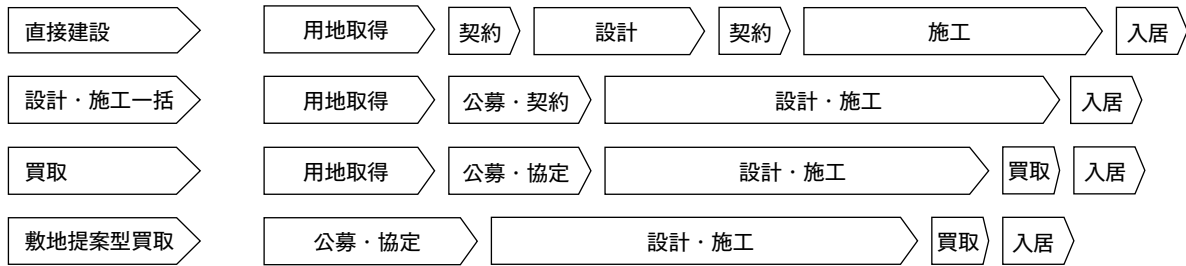 直接建設 用地取得 契約 設計 契約 施工 入居
設計・施工一括 用地取得 公募・契約 設計・施工 入居
買取 用地取得 公募・協定 設計・施工 買取 入居
敷地提案型買取 公募・協定 設計・施工 買取 入居